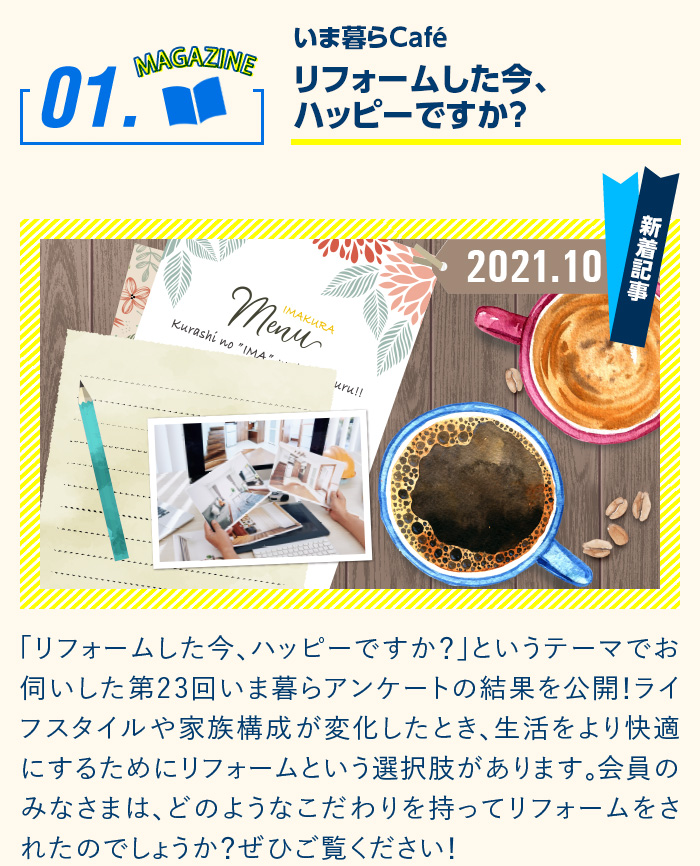 01.
MAGAZINE
いま暮らCafé
リフォームした今、
ハッピーですか?
新着記事
2021.10
IMAKURA
Menu
Kurashi no "IMA"
uru!!
「リフォームした今、ハッピーですか?」というテーマでお
伺いした第23回いま暮らアンケートの結果を公開!ライ
フスタイルや家族構成が変化したとき、生活をより快適
にするためにリフォームという選択肢があります。会員の
みなさまは、どのようなこだわりを持ってリフォームをさ
れたのでしょうか?ぜひご覧ください!